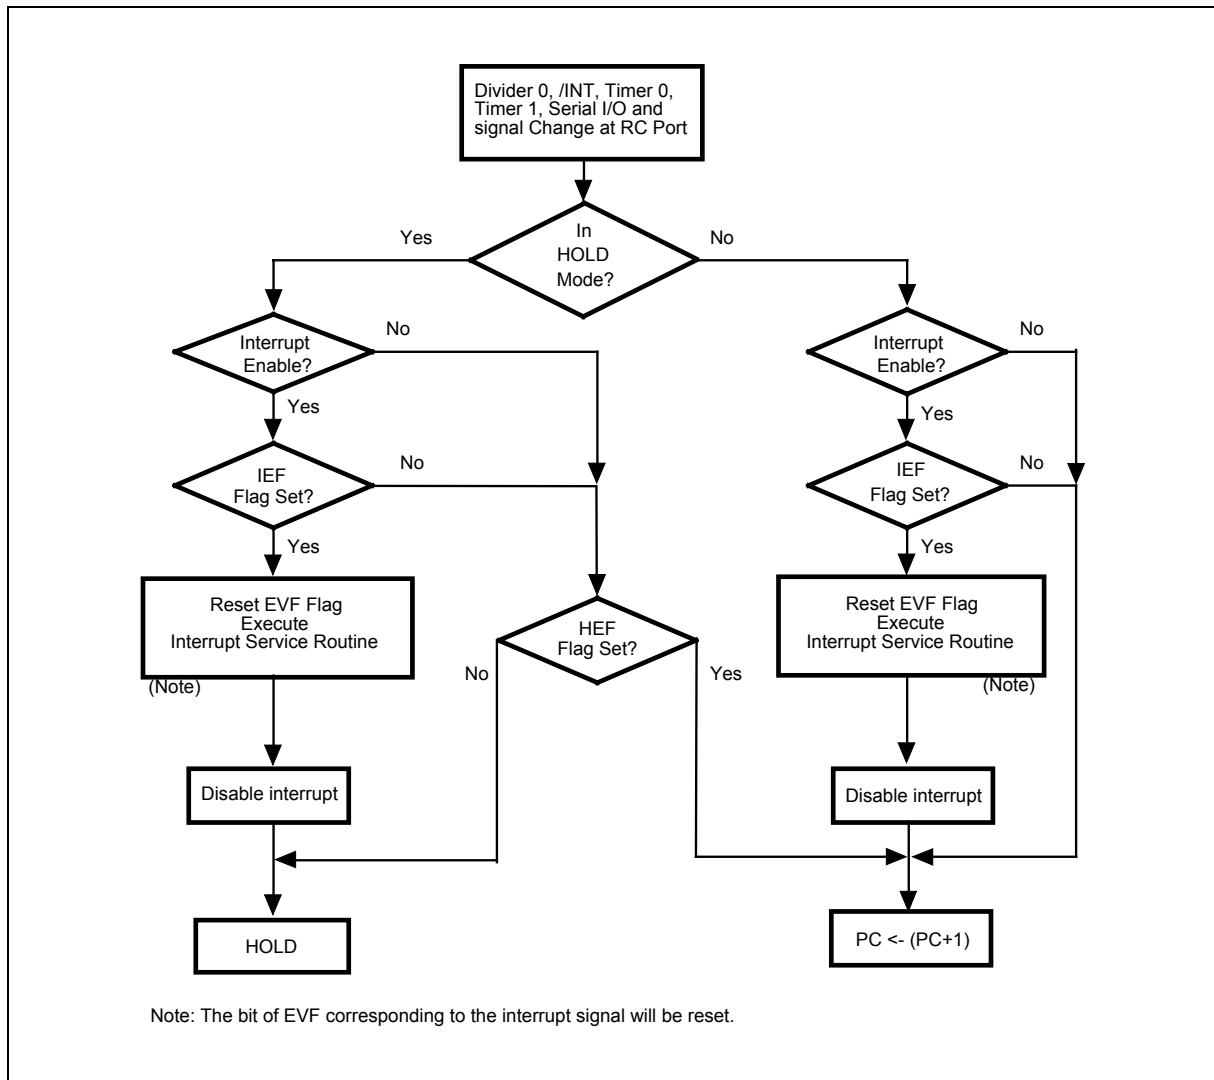 Divider 0, /INT, Timer 0,
Timer 1, Serial I/O and
signal Change at RC Port
In
HOLD
Mode?
Yes
No
Interrupt
Enable?
No
Yes
Interrupt
Enable?
No
Yes
IEF
Flag Set?
No
Yes
IEF
Flag Set?
No
Yes
Reset EVF Flag
Execute
Interrupt Service Routine
(Note)
HEF
Flag Set?
No
Yes
Reset EVF Flag
Execute
Interrupt Service Routine
(Note)
Disable interrupt
Disable interrupt
HOLD
PC <- (PC+1)
Note: The bit of EVF corresponding to the interrupt signal will be reset.